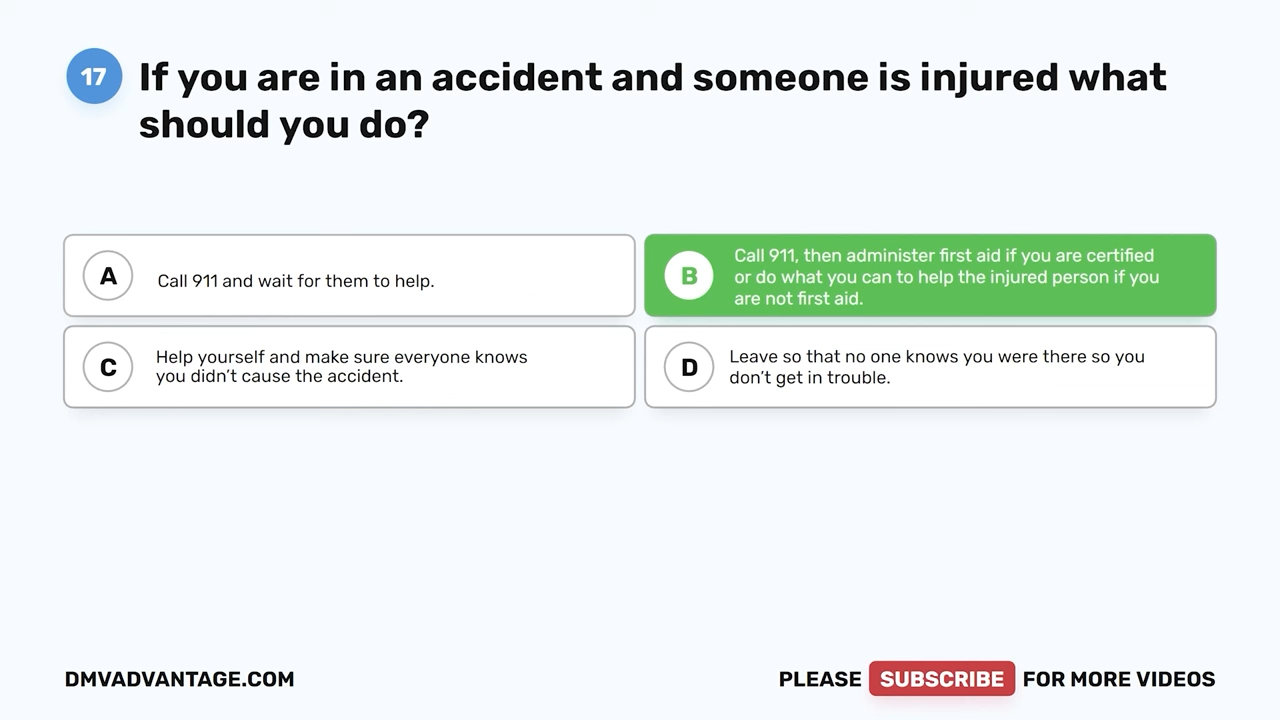 17
If you are in an accident and someone is injured what
should you do?
A
Call 911 and wait for them to help.
B
Call 911, then administer first aid if you are certified
or do what you can to help the injured person if you
are not first aid.
C
Help yourself and make sure everyone knows
you didn’t cause the accident.
D
Leave so that no one knows you were there so you
don’t get in trouble.
DMVADVANTAGE.COM
PLEASE SUBSCRIBE FOR MORE VIDEOS